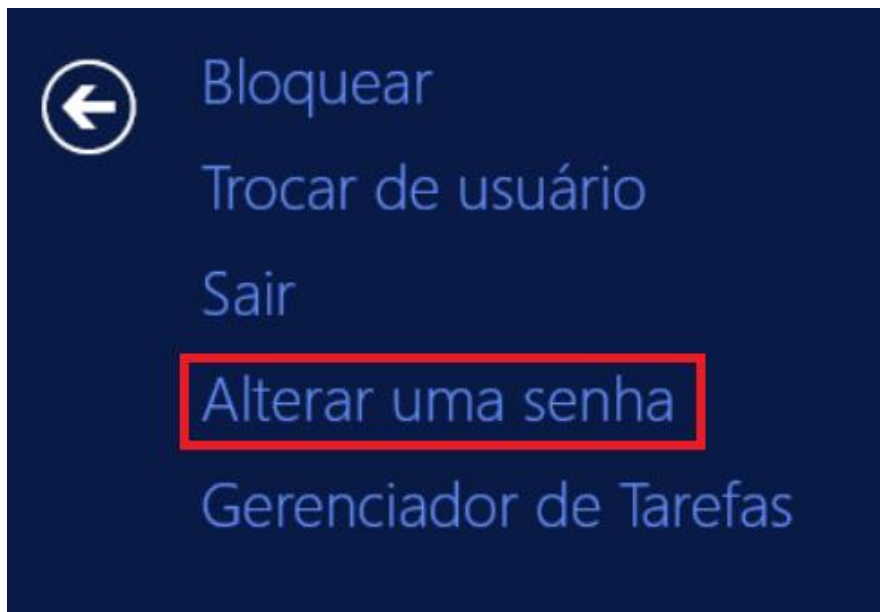 Bloquear
Trocar de usuário
Sair
Alterar uma senha
Gerenciador de Tarefas